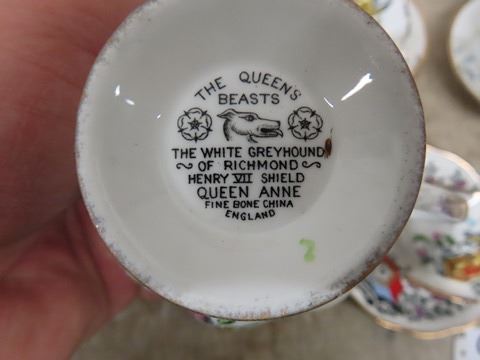 THE QUEEN'S
BEASTS
THE WHITE GREYHOUND
OF RICHMOND
HENRY VII SHIELD
QUEEN ANNE
FINE BONE CHINA
ENGLAND